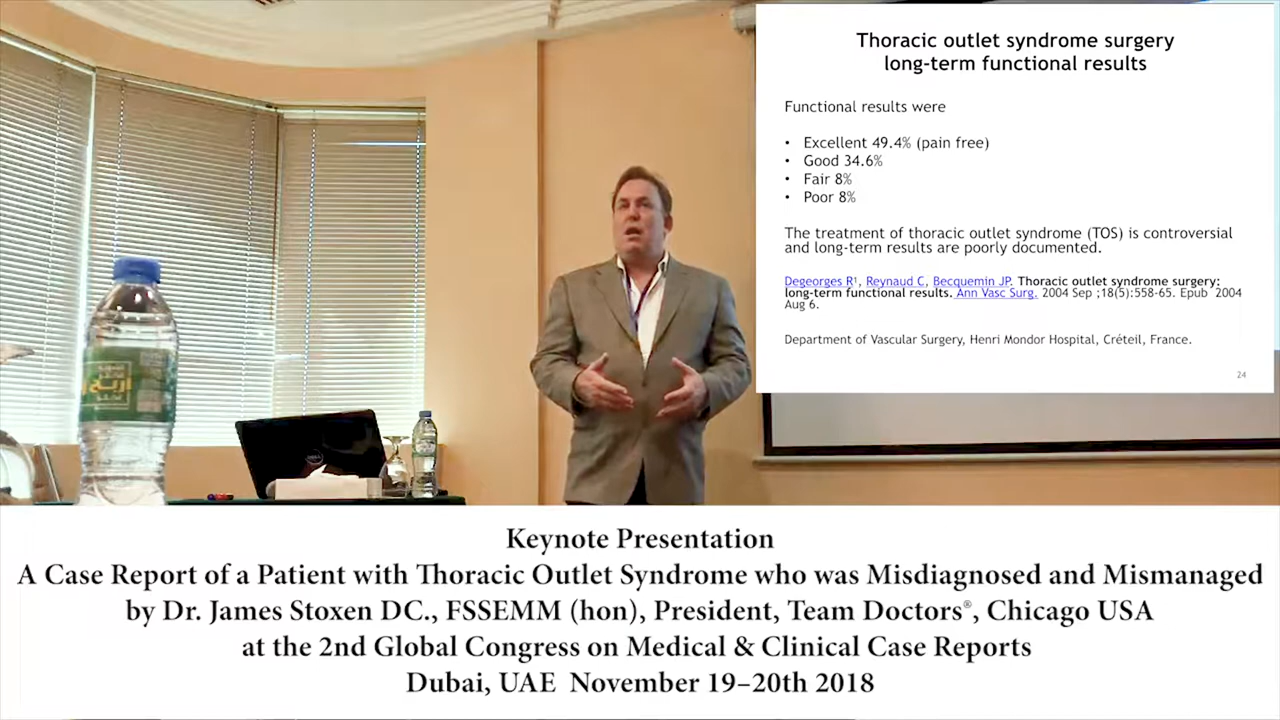 Thoracic outlet syndrome surgery
long-term functional results
Functional results were
• Excellent 49.4% (pain free)
• Good 34.6%
• Fair 8%
• Poor 8%
The treatment of thoracic outlet syndrome (TOS) is controversial
and long-term results are poorly documented.
Degeorges R¹, Reynaud C, Becquemin JP. Thoracic outlet syndrome surgery;
long-term functional results. Ann Vasc Surg. 2004 Sep ;18(5):558-65. Epub 2004
Aug 6.
Department of Vascular Surgery, Henri Mondor Hospital, Créteil, France.
24
DELL
Keynote Presentation
A Case Report of a Patient with Thoracic Outlet Syndrome who was Misdiagnosed and Mismanaged
by Dr. James Stoxen DC., FSSEMM (hon), President, Team Doctors®, Chicago USA
at the 2nd Global Congress on Medical & Clinical Case Reports
Dubai, UAE November 19–20th 2018